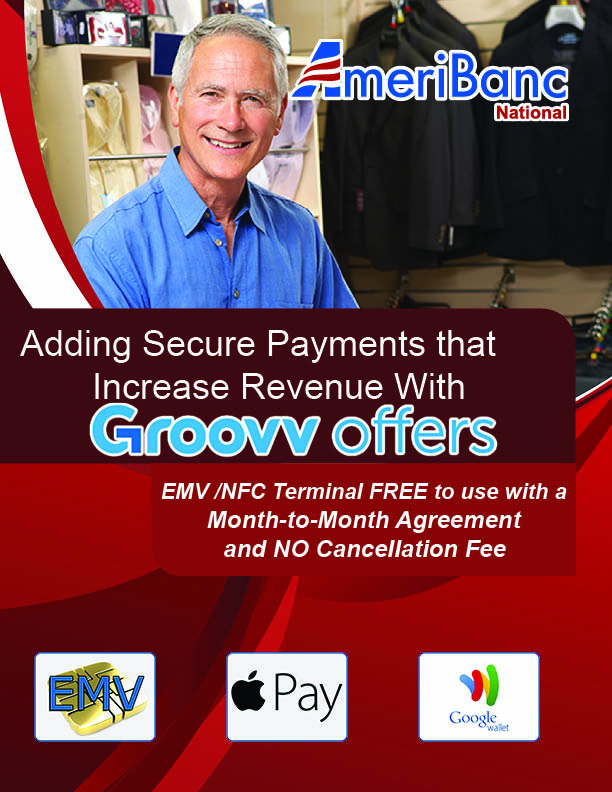 AmeriBanc
National
Adding Secure Payments that
Increase Revenue With
Groovv offers
EMV /NFC Terminal FREE to use with a
Month-to-Month Agreement
and NO Cancellation Fee
EMV
Pay
Google
wallet